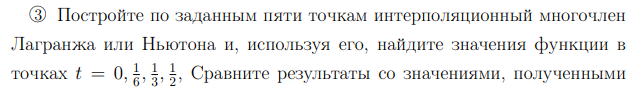 ③ Постройте по заданным пяти точкам интерполяционный многочлен
Лагранжа или Ньютона и, используя его, найдите значения функции в
точках t = 0, 1/6, 1/3, 1/2, Сравните результаты со значениями, полученными